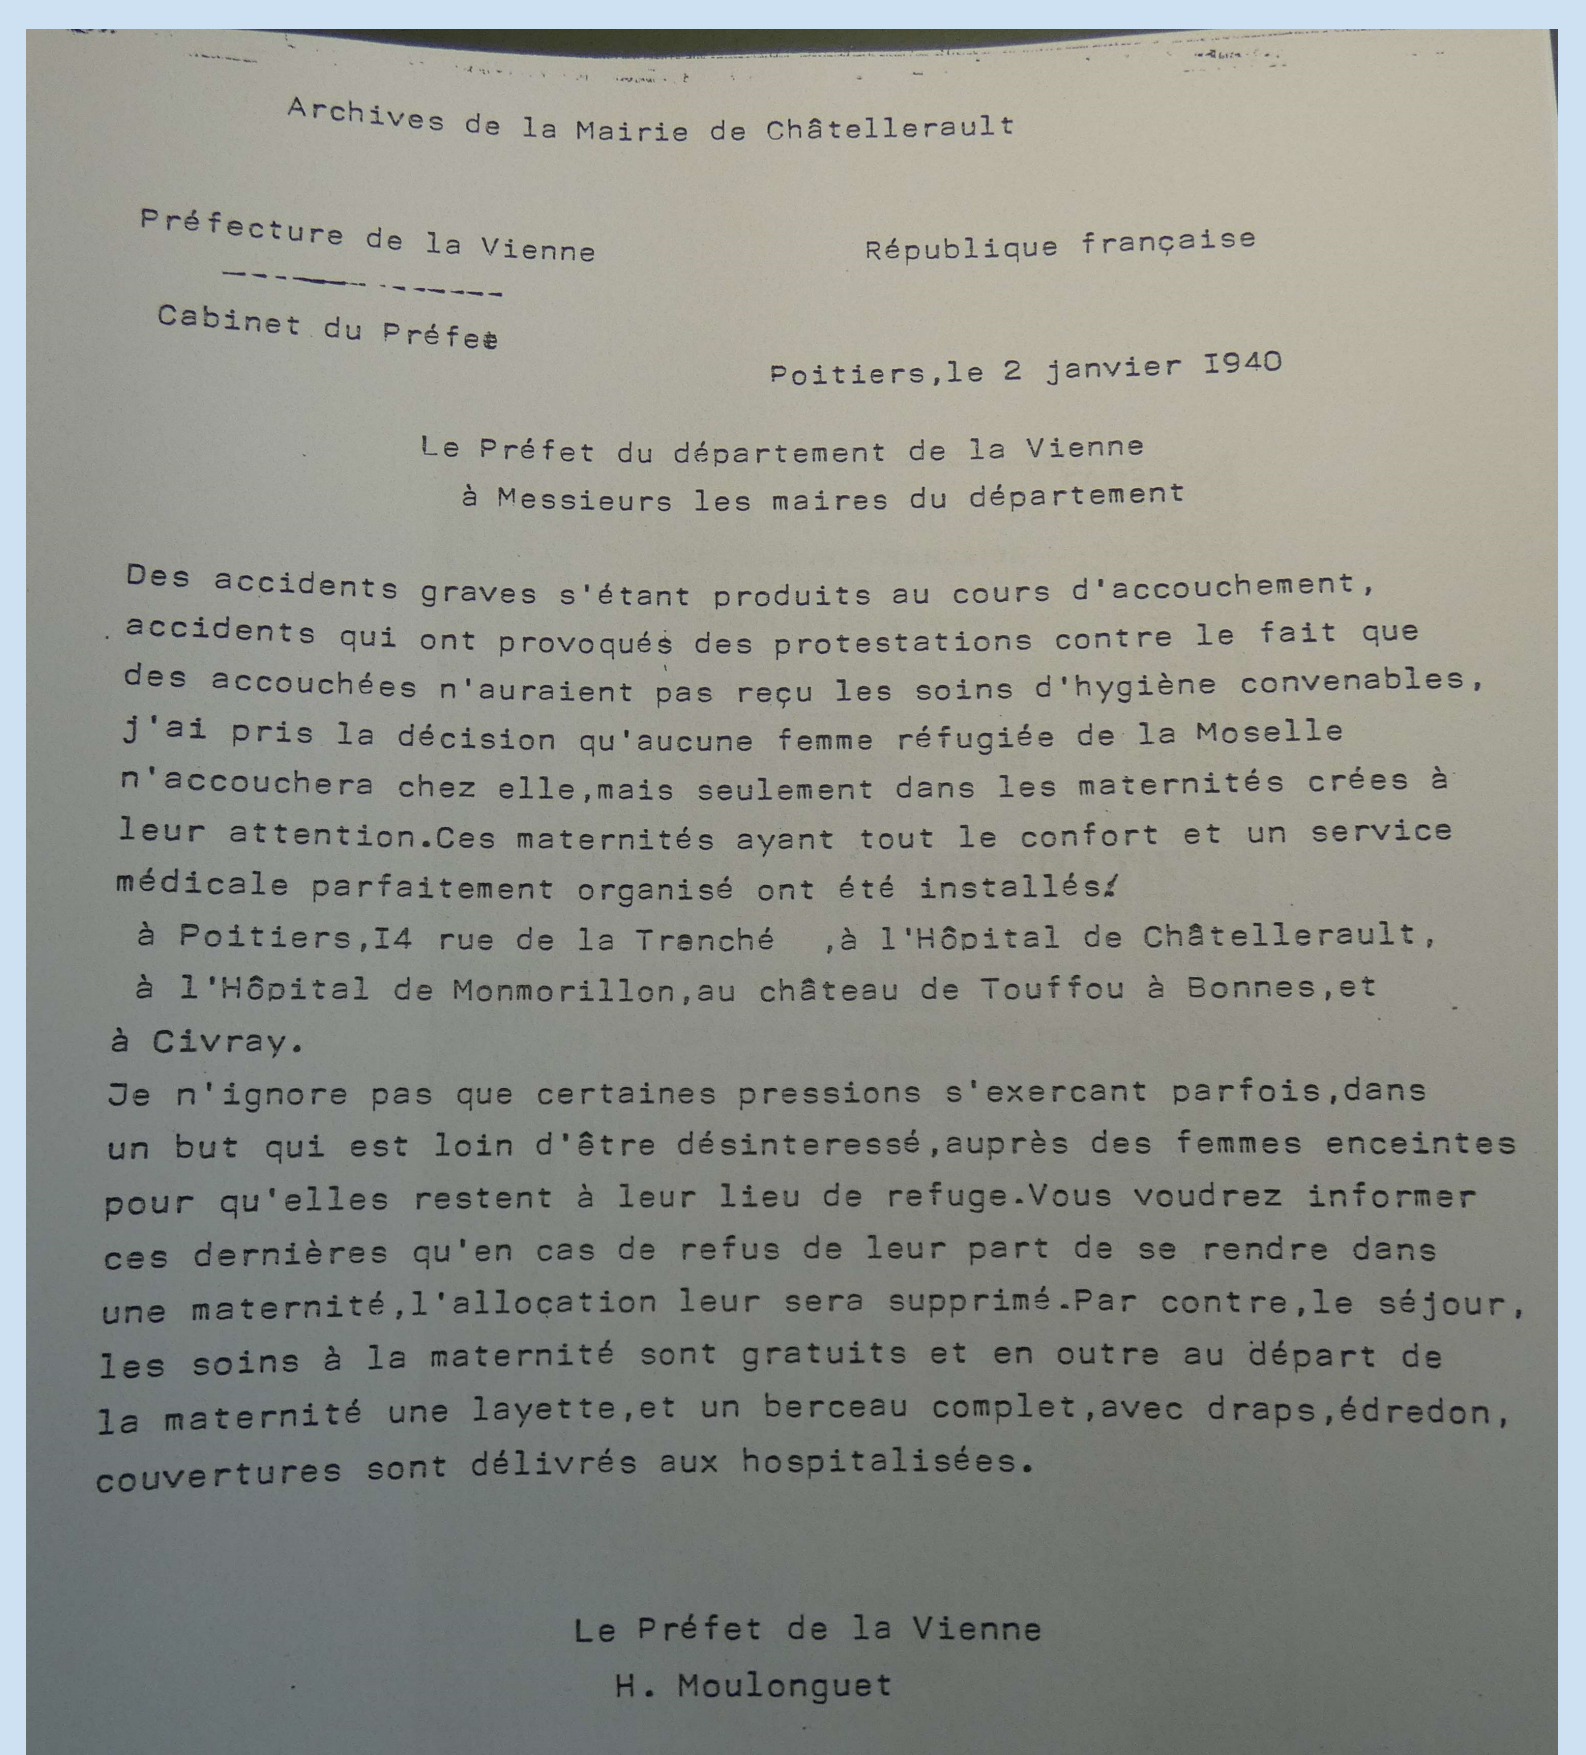 Archives de la Mairie de Châtellerault
Préfecture de la Vienne
République française
Cabinet du Préfet
Poitiers,le 2 janvier I940
Le Préfet du département de la Vienne
à Messieurs les maires du département
Des accidents graves s'étant produits au cours d'accouchement,
accidents qui ont provoqués des protestations contre le fait que
des accouchées n'auraient pas reçu les soins d'hygiène convenables,
j'ai pris la décision qu'aucune femme réfugiée de la Moselle
n'accouchera chez elle,mais seulement dans les maternités crées à
leur attention.Ces maternités ayant tout le confort et un service
médicale parfaitement organisé ont été installés:
à Poitiers,I4 rue de la Tranché ,à l'Hôpital de Châtellerault,
à l'Hôpital de Monmorillon,au château de Touffou à Bonnes,et
à Civray.
Je n'ignore pas que certaines pressions s'exercant parfois,dans
un but qui est loin d'être désinteressé,auprès des femmes enceintes
pour qu'elles restent à leur lieu de refuge.Vous voudrez informer
ces dernières qu'en cas de refus de leur part de se rendre dans
une maternité,l'allocation leur sera supprimé.Par contre,le séjour,
les soins à la maternité sont gratuits et en outre au départ de
la maternité une layette,et un berceau complet,avec draps,édredon,
couvertures sont délivrés aux hospitalisées.
Le Préfet de la Vienne
H. Moulonguet